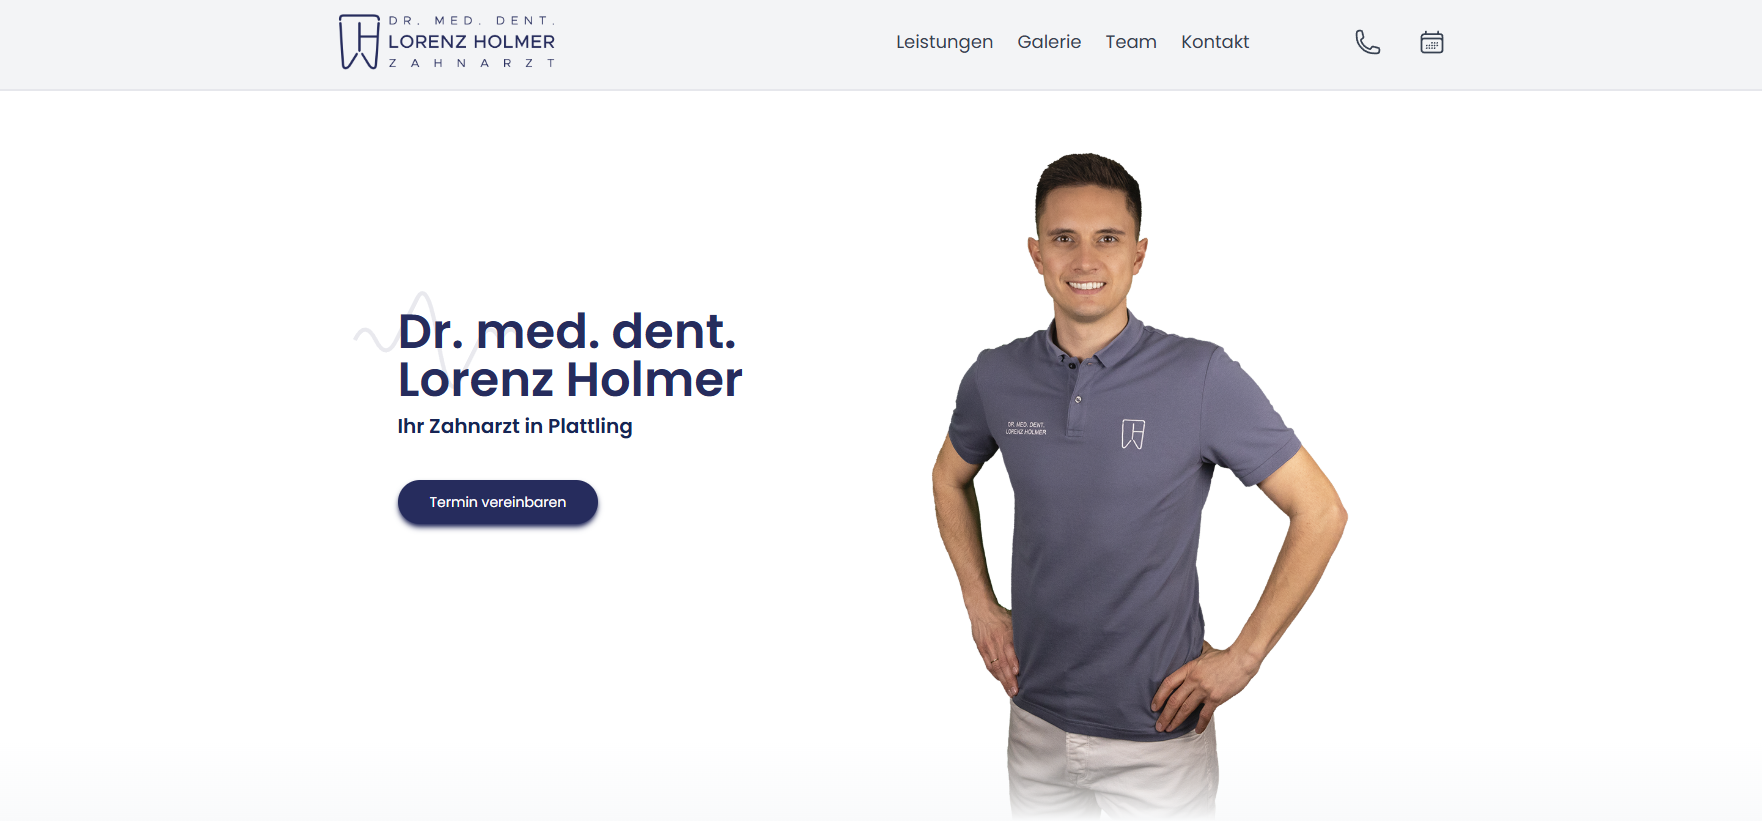 DR. MED. DENT.
LORENZ HOLMER
ZAHNARZT
Leistungen
Galerie
Team
Kontakt
Dr. med. dent.
Lorenz Holmer
Ihr Zahnarzt in Plattling
Termin vereinbaren
DR. MED. DENT.
LORENZ HOLMER